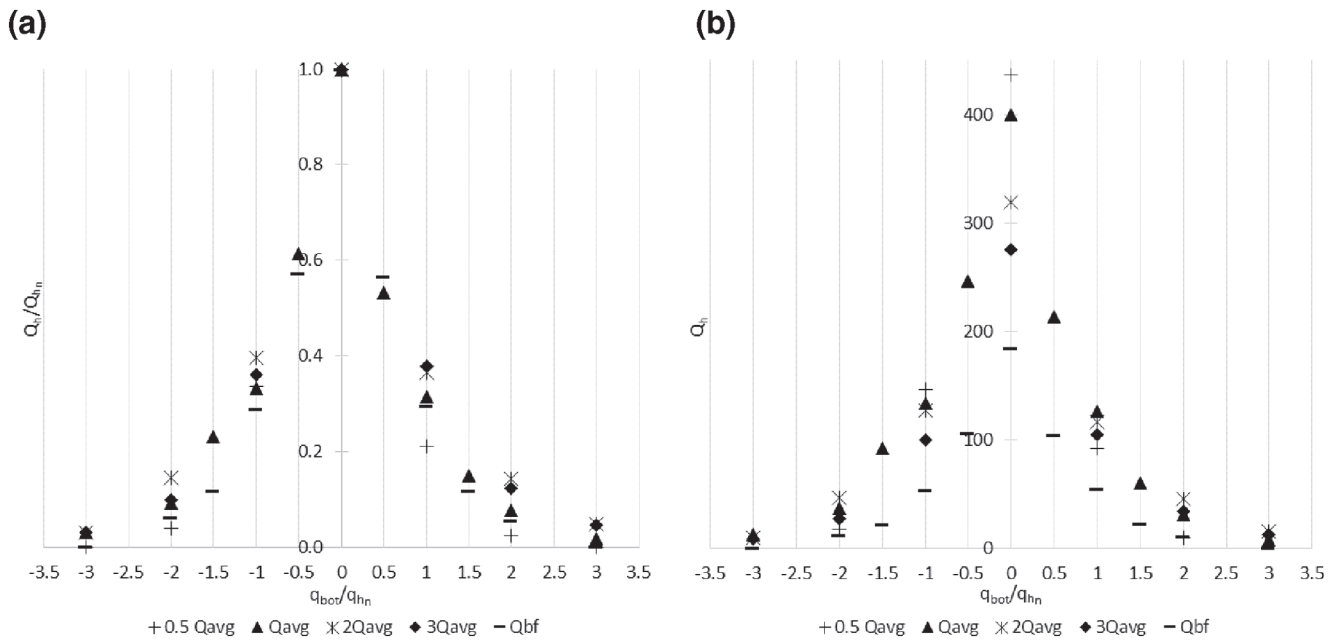 (a)
(b)
1.0
0.8
0.6
0.4
0.2
0.0
Qh/Qhn
-3.5 -3 -2.5 -2 -1.5 -1 -0.5 0 0.5 1 1.5 2 2.5 3 3.5
qbot/qhn
+ 0.5 Qavg ▲ Qavg ✳ 2Qavg ◆ 3Qavg – Qbf
400
300
200
100
0
Qh
-3.5 -3 -2.5 -2 -1.5 -1 -0.5 0 0.5 1 1.5 2 2.5 3 3.5
qbot/qhn
+ 0.5 Qavg ▲ Qavg ✳ 2Qavg ◆ 3Qavg – Qbf